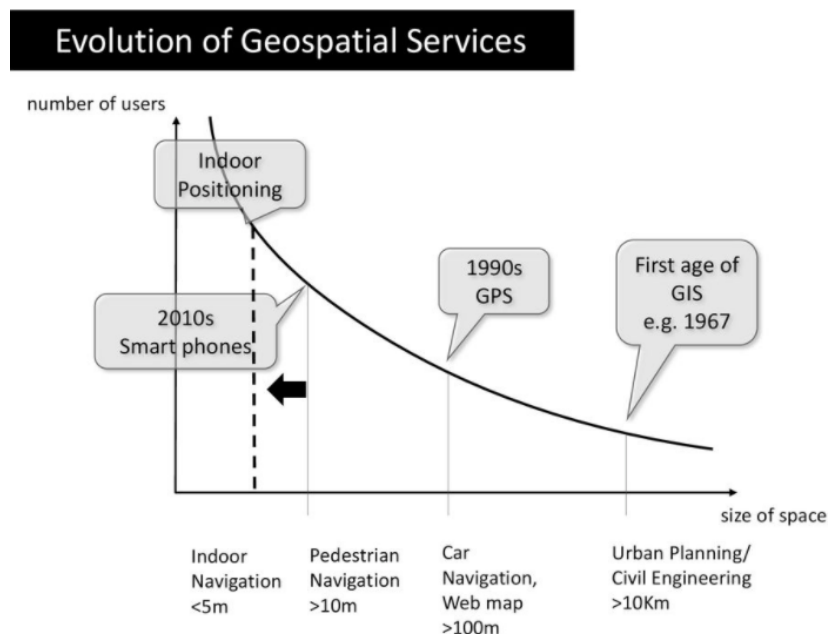 Evolution of Geospatial Services
number of users
Indoor
Positioning
1990s
GPS
First age of
GIS
e.g. 1967
2010s
Smart phones
size of space
Indoor
Navigation
<5m
Pedestrian
Navigation
>10m
Car
Navigation,
Web map
>100m
Urban Planning/
Civil Engineering
>10Km